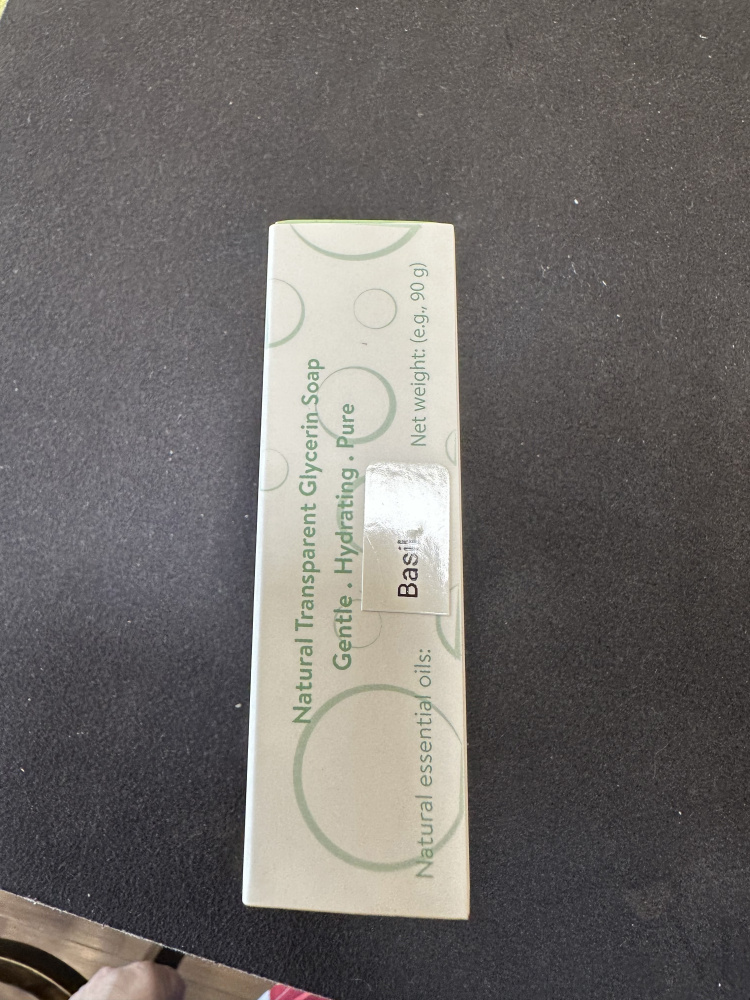 Natural Transparent Glycerin Soap
Gentle . Hydrating . Pure
Natural essential oils:
Basil
Net weight: (e.g., 90 g)